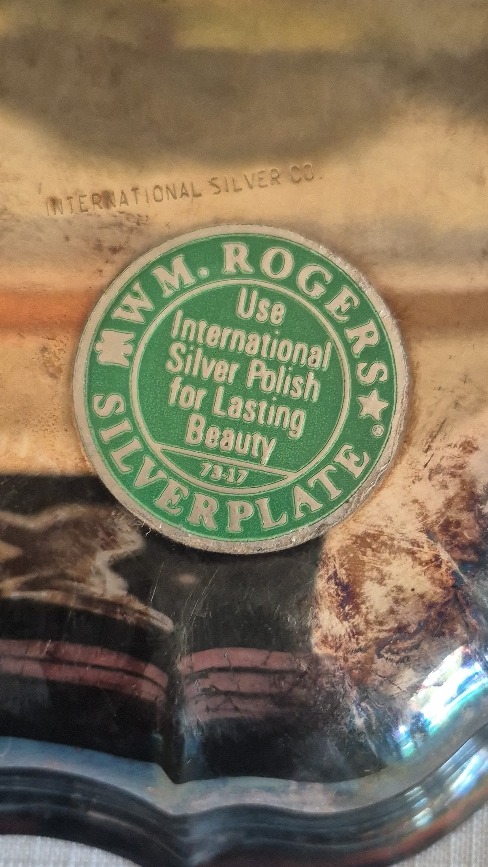 INTERNATIONAL SILVER CO.
WM. ROGERS
Use
International
Silver Polish
for Lasting
Beauty
73-17
SILVERPLATE ®